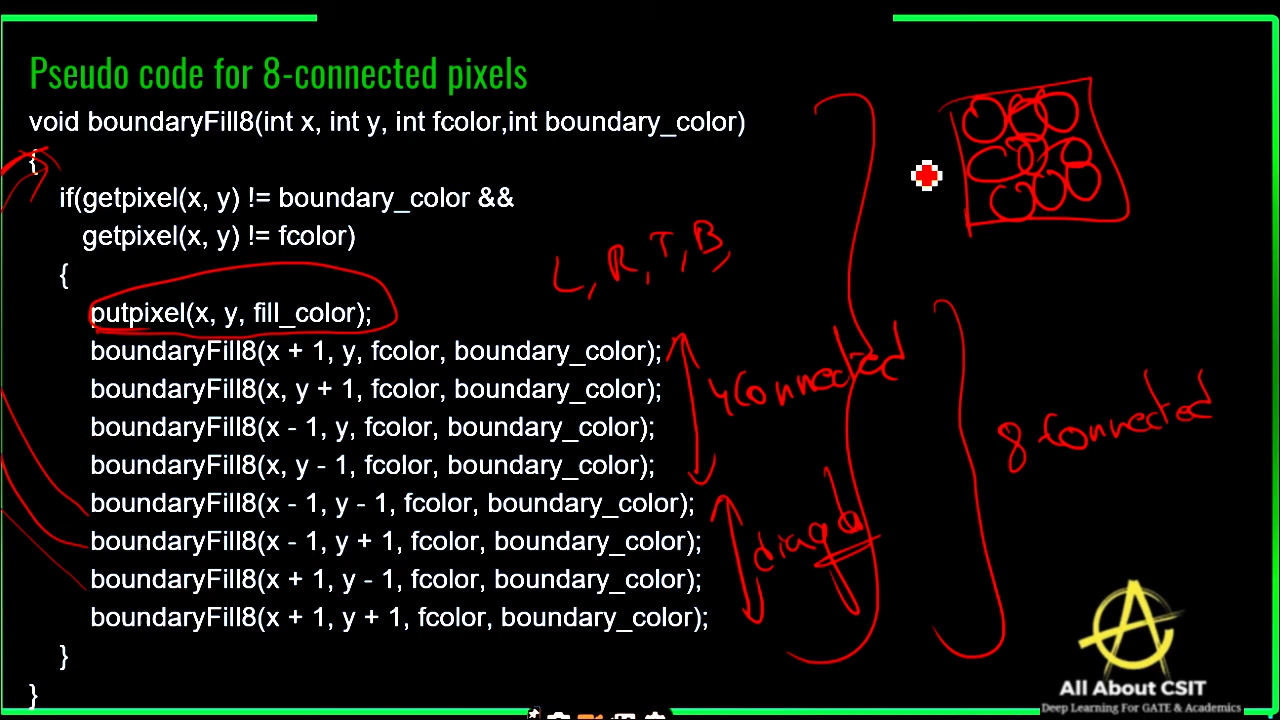 Pseudo code for 8-connected pixels
void boundaryFill8(int x, int y, int fcolor,int boundary_color)
{
if(getpixel(x, y) != boundary_color &&
getpixel(x, y) != fcolor)
{
L, R, T, B,
putpixel(x, y, fill_color);
boundaryFill8(x + 1, y, fcolor, boundary_color);
boundaryFill8(x, y + 1, fcolor, boundary_color);
boundaryFill8(x - 1, y, fcolor, boundary_color);
boundaryFill8(x, y - 1, fcolor, boundary_color);
boundaryFill8(x - 1, y - 1, fcolor, boundary_color);
boundaryFill8(x - 1, y + 1, fcolor, boundary_color);
boundaryFill8(x + 1, y - 1, fcolor, boundary_color);
boundaryFill8(x + 1, y + 1, fcolor, boundary_color);
}
}
4 Connected
8-Connected
All About CSIT
Deep Learning For GATE & Academics